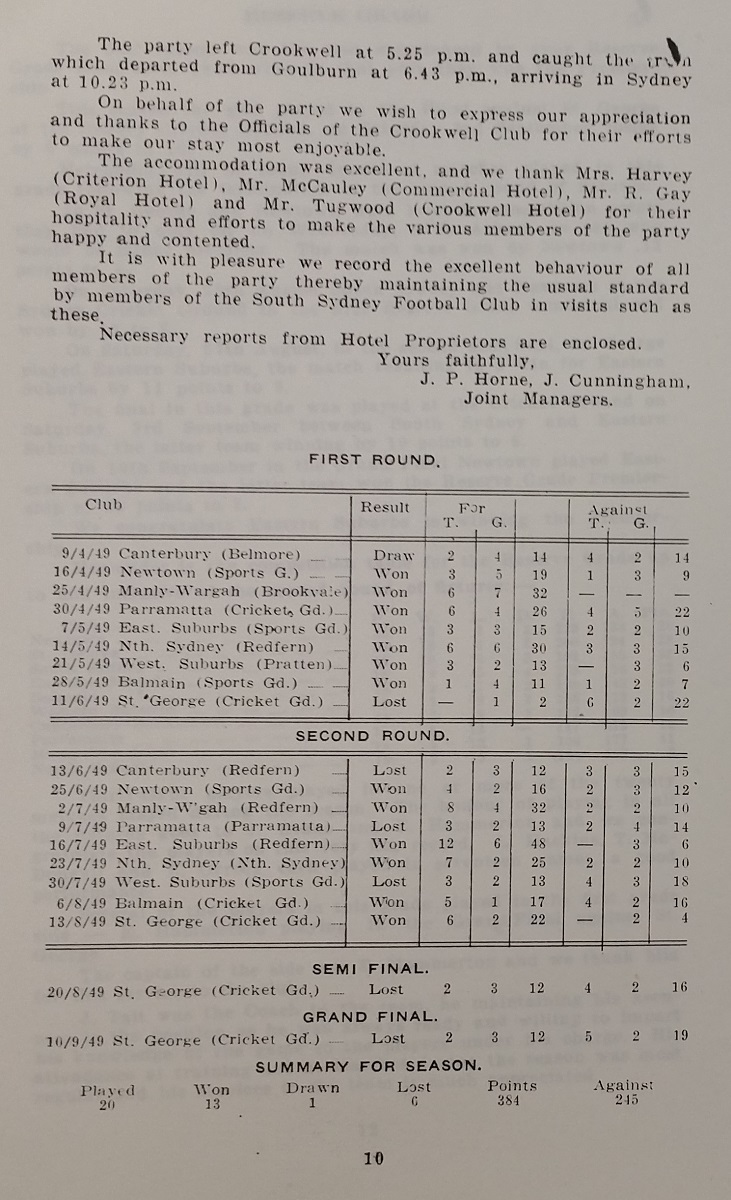 The party left Crookwell at 5.25 p.m. and caught the
which departed from Goulburn at 6.43 p.m., arriving in Sydney
at 10.23 p.m.
On behalf of the party we wish to express our appreciation
and thanks to the Officials of the Crookwell Club for their efforts
to make our stay most enjoyable.
The accommodation was excellent, and we thank Mrs. Harvey
(Criterion Hotel), Mr. McCauley (Commercial Hotel), Mr. R. Gay
(Royal Hotel) and Mr. Tugwood (Crookwell Hotel) for their
hospitality and efforts to make the various members of the party
happy and contented.
It is with pleasure we record the excellent behaviour of all
members of the party thereby maintaining the usual standard
by members of the South Sydney Football Club in visits such as
these.
Necessary reports from Hotel Proprietors are enclosed.
Yours faithfully,
J. P. Horne, J. Cunningham,
Joint Managers.
FIRST ROUND.
Club Result For Against
T. G. T. G.
9/4/49 Canterbury (Belmore) Draw 2 4 14 4 2 14
16/4/49 Newtown (Sports G.) Won 3 5 19 1 3 9
25/4/49 Manly-Wargah (Brookvale) Won 6 7 32 — — —
30/4/49 Parramatta (Cricket Gd.) Won 6 4 26 4 5 22
7/5/49 East. Suburbs (Sports Gd.) Won 3 3 15 2 2 10
14/5/49 Nth. Sydney (Redfern) Won 6 6 30 3 3 15
21/5/49 West. Suburbs (Pratten) Won 3 2 13 — 3 6
28/5/49 Balmain (Sports Gd.) Won 1 4 11 1 2 7
11/6/49 St. George (Cricket Gd.) Lost — 1 2 6 2 22
SECOND ROUND.
13/6/49 Canterbury (Redfern) Lost 2 3 12 3 3 15
25/6/49 Newtown (Sports Gd.) Won 4 2 16 2 3 12
2/7/49 Manly-W'gah (Redfern) Won 8 4 32 2 2 10
9/7/49 Parramatta (Parramatta) Lost 3 2 13 2 4 14
16/7/49 East. Suburbs (Redfern) Won 12 6 48 — 3 6
23/7/49 Nth. Sydney (Nth. Sydney) Won 7 2 25 2 2 10
30/7/49 West. Suburbs (Sports Gd.) Lost 3 2 13 4 3 18
6/8/49 Balmain (Cricket Gd.) Won 5 1 17 4 2 16
13/8/49 St. George (Cricket Gd.) Won 6 2 22 — 2 4
SEMI FINAL.
20/8/49 St. George (Cricket Gd.) Lost 2 3 12 4 2 16
GRAND FINAL.
10/9/49 St. George (Cricket Gd.) Lost 2 3 12 5 2 19
SUMMARY FOR SEASON.
Played Won Drawn Lost Points Against
20 13 1 6 384 245
10